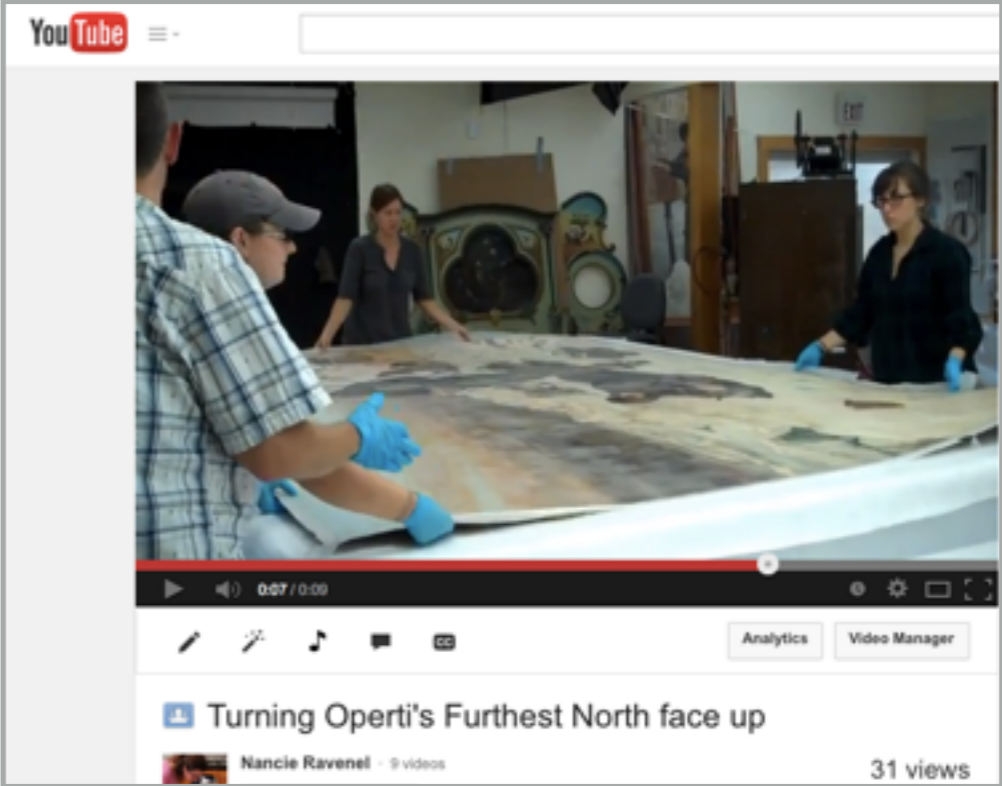 YouTube
EXIT
0:07 / 0:09
CC
Analytics Video Manager
Turning Operti's Furthest North face up
Nancie Ravenel · 9 videos
31 views